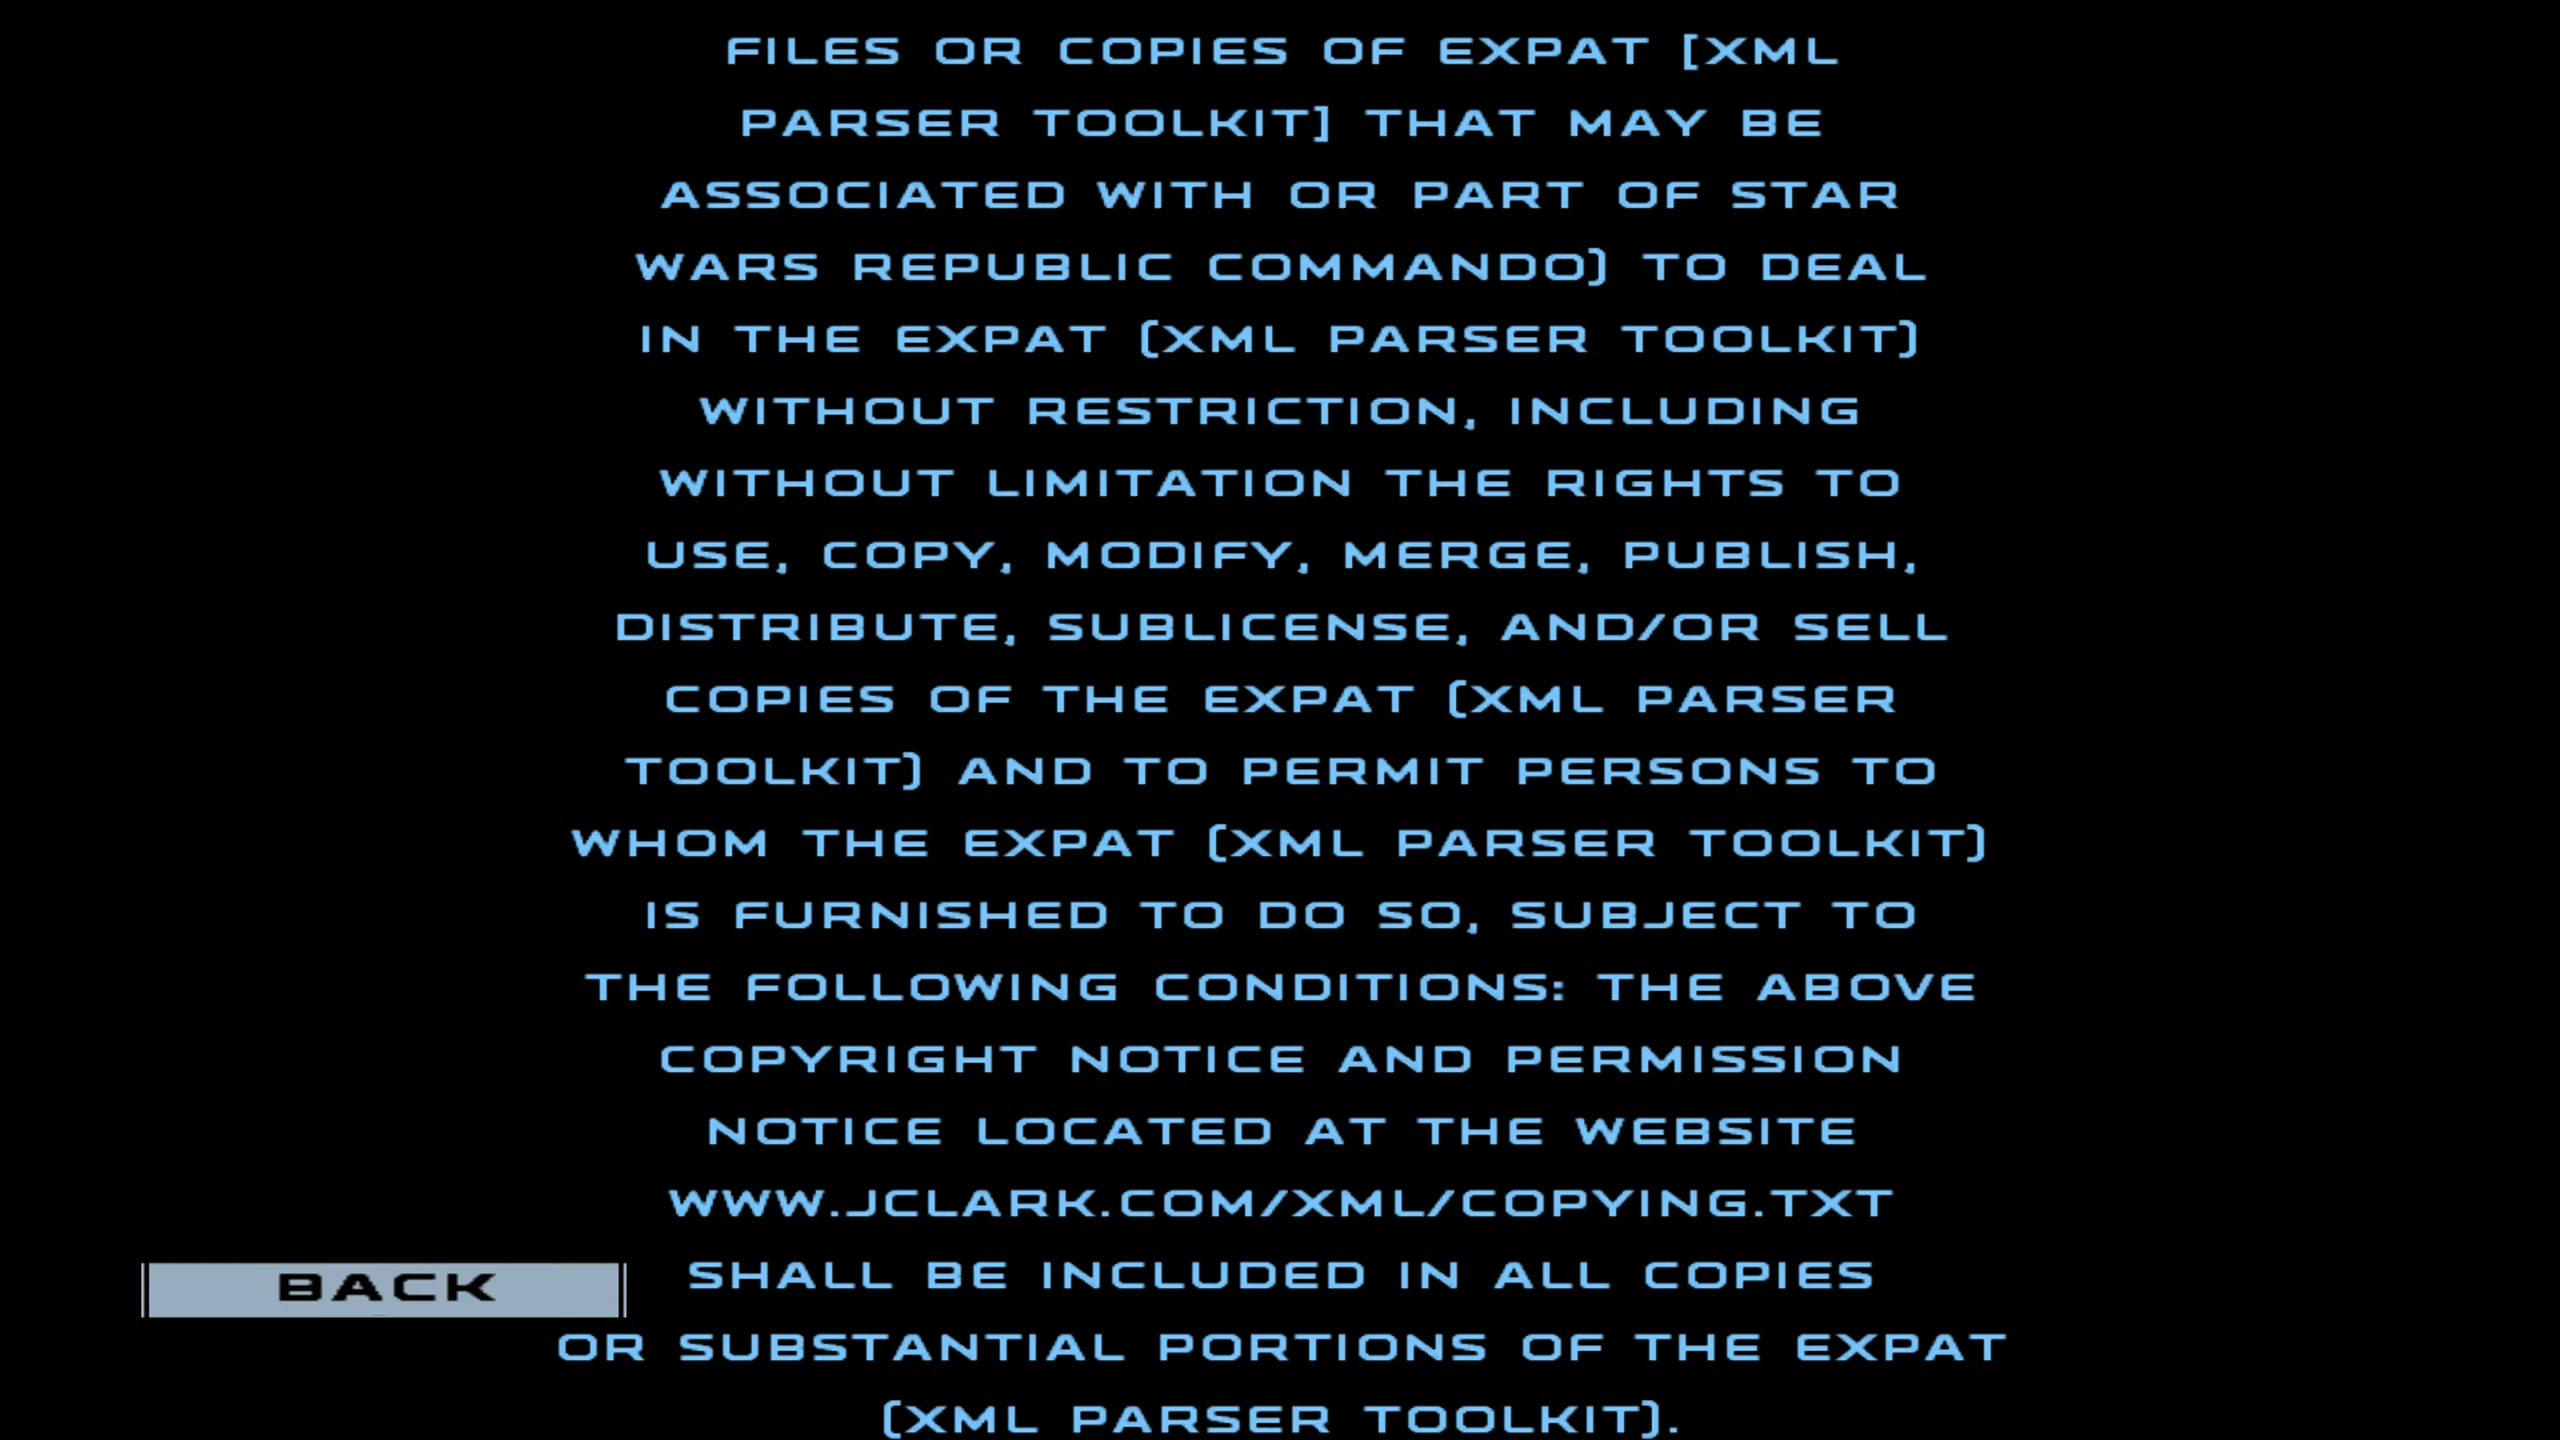 FILES OR COPIES OF EXPAT [XML
PARSER TOOLKIT] THAT MAY BE
ASSOCIATED WITH OR PART OF STAR
WARS REPUBLIC COMMANDO) TO DEAL
IN THE EXPAT (XML PARSER TOOLKIT)
WITHOUT RESTRICTION, INCLUDING
WITHOUT LIMITATION THE RIGHTS TO
USE, COPY, MODIFY, MERGE, PUBLISH,
DISTRIBUTE, SUBLICENSE, AND/OR SELL
COPIES OF THE EXPAT (XML PARSER
TOOLKIT) AND TO PERMIT PERSONS TO
WHOM THE EXPAT (XML PARSER TOOLKIT)
IS FURNISHED TO DO SO, SUBJECT TO
THE FOLLOWING CONDITIONS: THE ABOVE
COPYRIGHT NOTICE AND PERMISSION
NOTICE LOCATED AT THE WEBSITE
WWW.JCLARK.COM/XML/COPYING.TXT
SHALL BE INCLUDED IN ALL COPIES
BACK
OR SUBSTANTIAL PORTIONS OF THE EXPAT
(XML PARSER TOOLKIT).